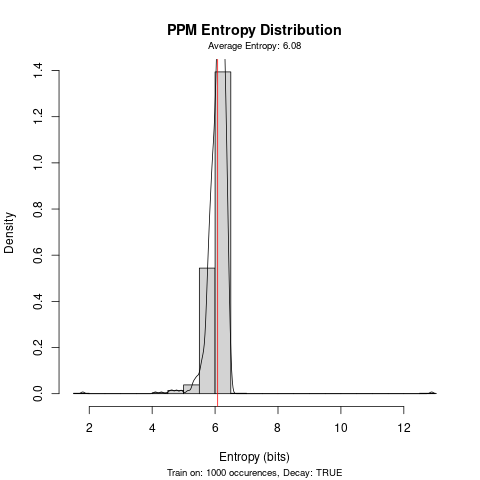 PPM Entropy Distribution
Average Entropy: 6.08
Density
1.4
1.2
1.0
0.8
0.6
0.4
0.2
0.0
2 4 6 8 10 12
Entropy (bits)
Train on: 1000 occurences, Decay: TRUE